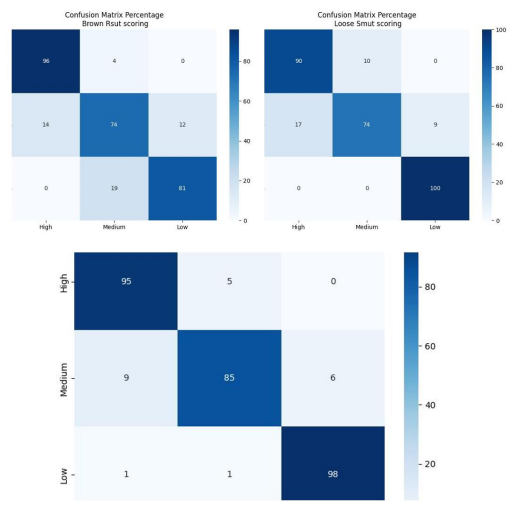 Confusion Matrix Percentage
Brown Rsut scoring
96 4 0
14 74 12
0 19 81
High Medium Low
80
60
40
20
0
Confusion Matrix Percentage
Loose Smut scoring
90 10 0
17 74 9
0 0 100
High Medium Low
100
80
60
40
20
0
High 95 5 0
Medium 9 85 6
Low 1 1 98
80
60
40
20